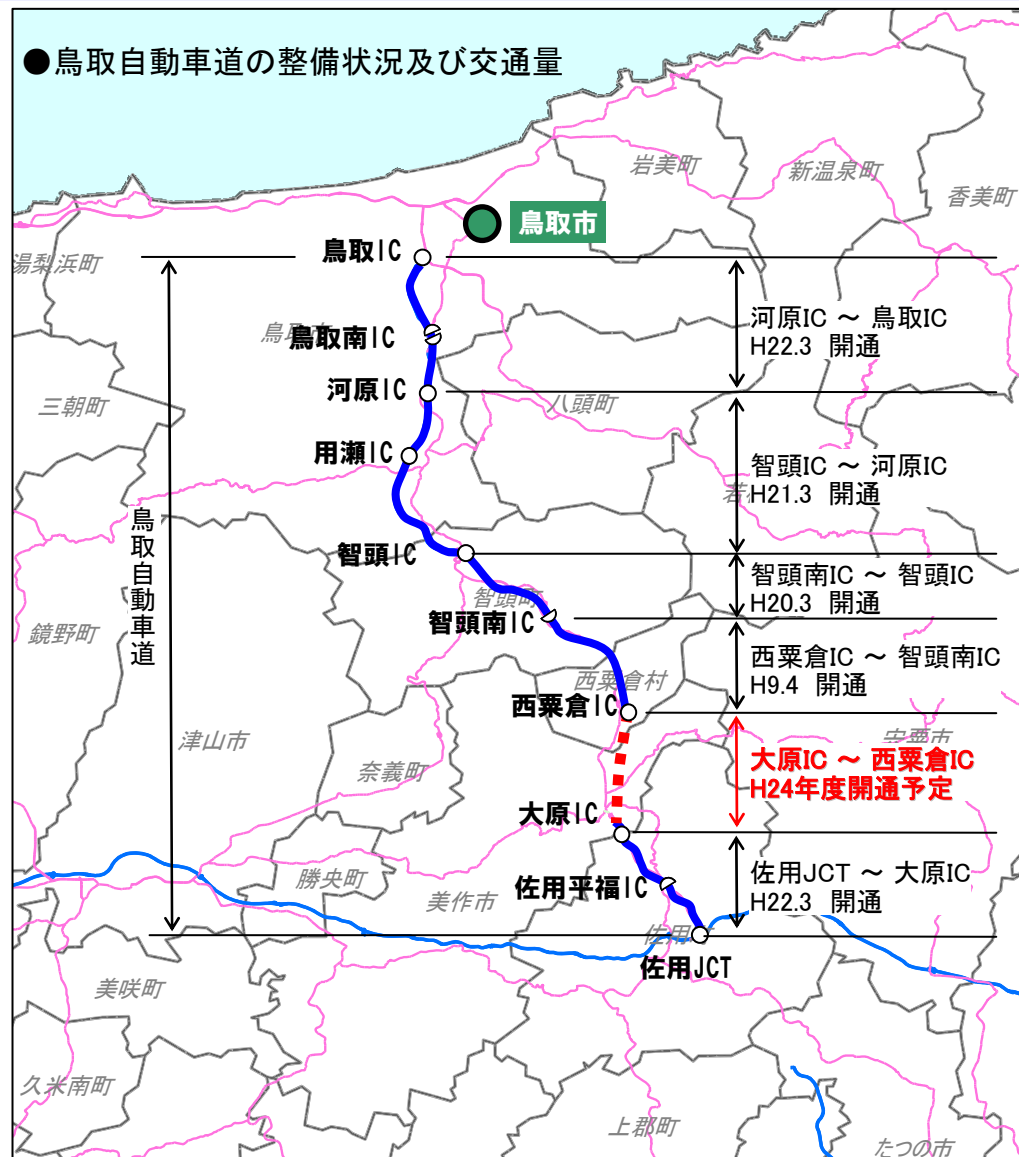 ●鳥取自動車道の整備状況及び交通量
岩美町
新温泉町
香美町
鳥取市
鳥取IC
湯梨浜町
河原IC ～ 鳥取IC
H22.3 開通
鳥取南IC
河原IC
三朝町
八頭町
用瀬IC
智頭IC ～ 河原IC
H21.3 開通
鳥取自動車道
智頭IC
智頭南IC ～ 智頭IC
H20.3 開通
智頭町
智頭南IC
鏡野町
西粟倉IC ～ 智頭南IC
H9.4 開通
西粟倉村
西粟倉IC
津山市
奈義町
宍粟市
大原IC ～ 西粟倉IC
H24年度開通予定
大原IC
佐用JCT ～ 大原IC
H22.3 開通
勝央町
美作市
佐用平福IC
佐用
佐用JCT
美咲町
久米南町
上郡町
たつの市